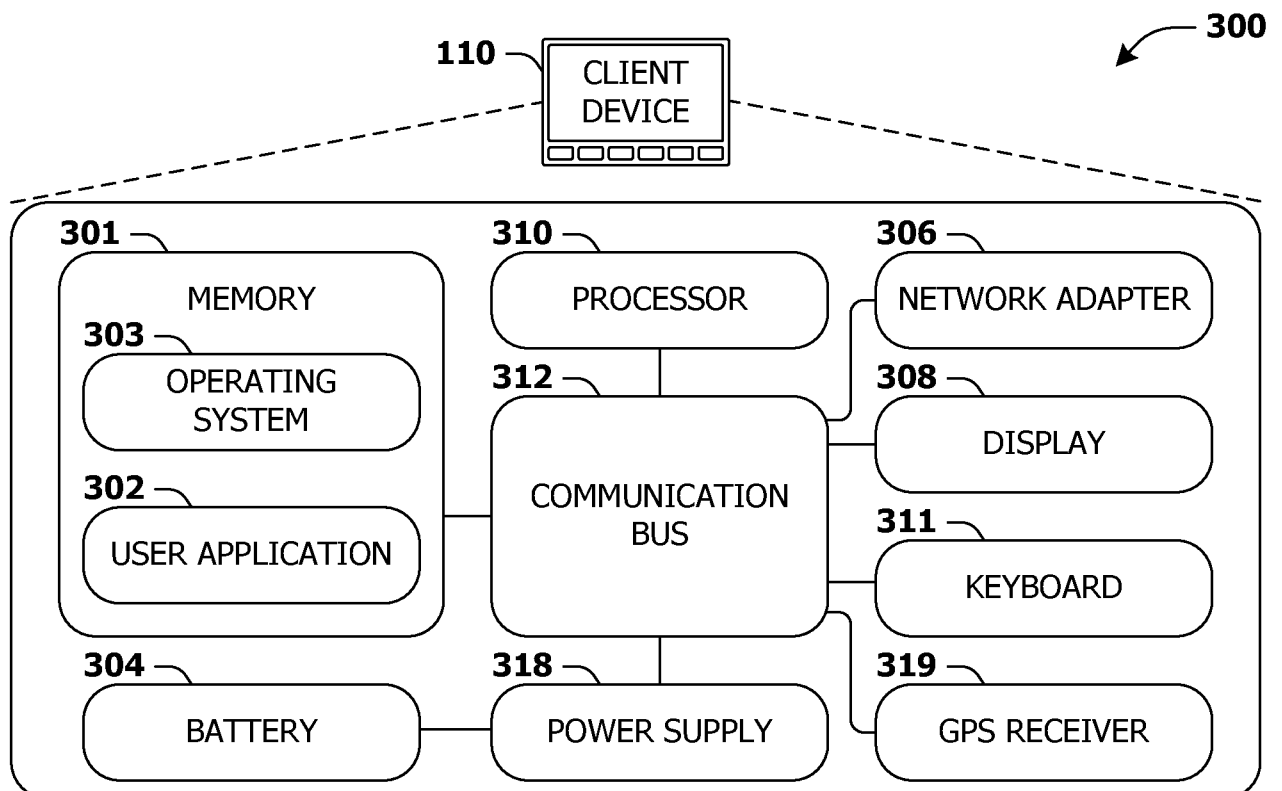 300
110
CLIENT
DEVICE
301
310
306
MEMORY
PROCESSOR
NETWORK ADAPTER
303
OPERATING
SYSTEM
312
308
DISPLAY
302
USER APPLICATION
COMMUNICATION
BUS
311
KEYBOARD
304
318
319
BATTERY
POWER SUPPLY
GPS RECEIVER